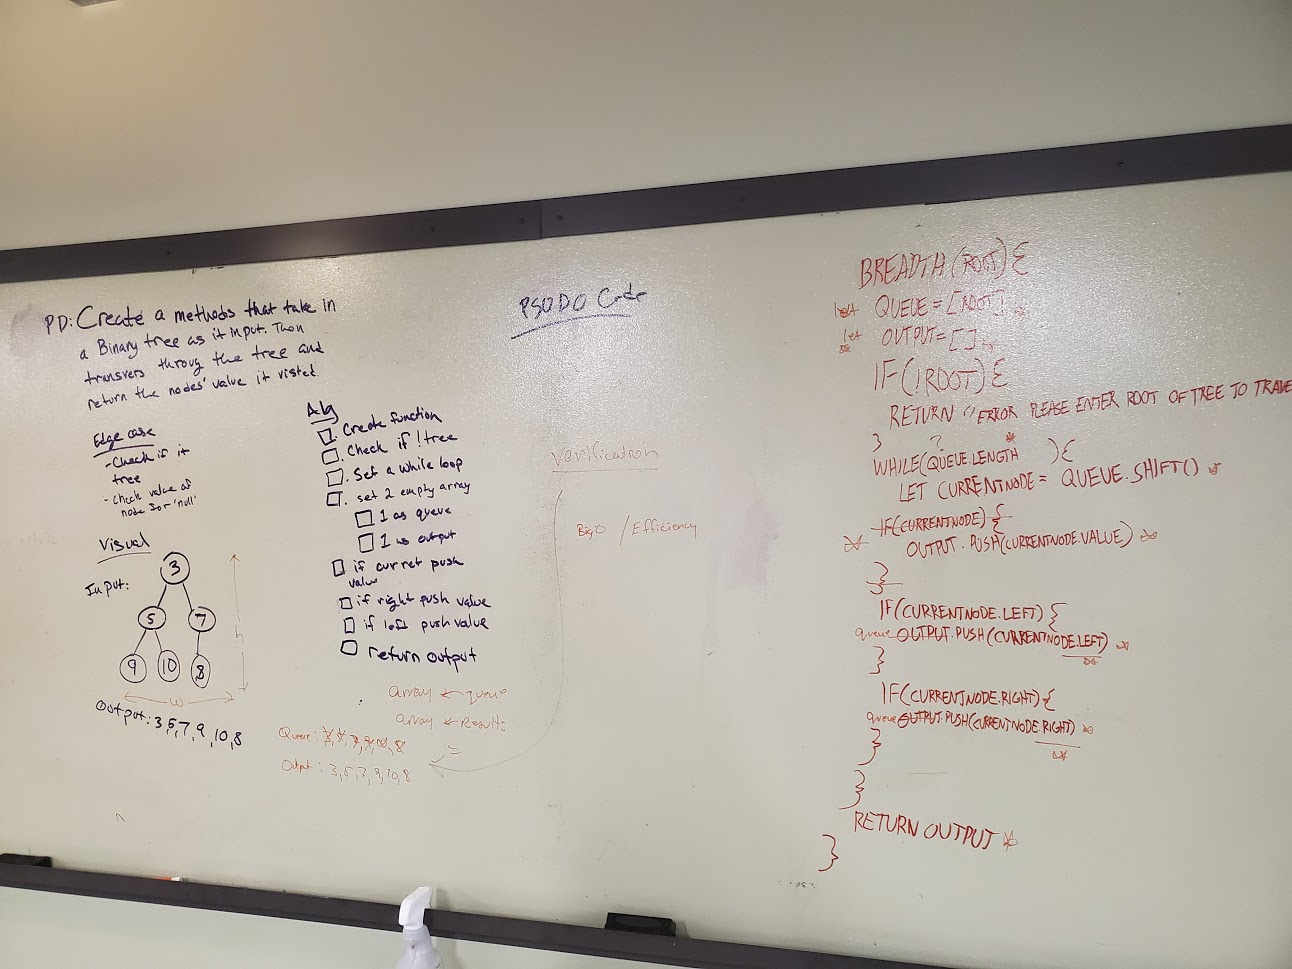 PD: Create a methods that take in
a Binary tree as it input. Then
transvers throug the tree and
return the nodes' value it visted
Edge case
- Check if it
tree
- Check value of
node for 'null'
Visual
Input:
3
5 7
9 10 8
h
w
Output: 3,5,7,9,10,8
Alg
Create function
Check if !tree
Set a while loop
set 2 empty array
1 as queue
1 as output
if curret push
value
if right push value
if left push value
return output
array ← queue
array ← Results
Queue: 3,5,7,9,10,8
Output: 3,5,7,9,10,8
PSODO Code
Verification
BigO / Efficiency
BREADTH(ROOT){
let QUEUE = [ROOT]
let OUTPUT = []
IF(!ROOT){
RETURN "ERROR PLEASE ENTER ROOT OF TREE TO TRAVE
}
?
WHILE(QUEUE.LENGTH ){
LET CURRENTNODE = QUEUE.SHIFT()
IF(CURRENTNODE){
OUTPUT.PUSH(CURRENTNODE.VALUE)
}
IF(CURRENTNODE.LEFT){
queue OUTPUT.PUSH(CURRENTNODE.LEFT)
}
IF(CURRENTNODE.RIGHT){
queue OUTPUT.PUSH(CURRENTNODE.RIGHT)
}
}
RETURN OUTPUT
}